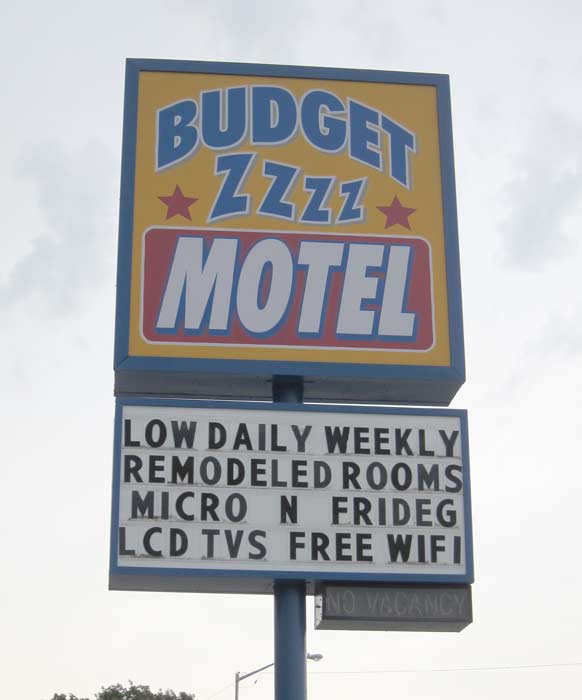 BUDGET
ZZZZ
MOTEL
LOW DAILY WEEKLY
REMODELED ROOMS
MICRO N FRIDEG
LCD TVS FREE WIFI
NO VACANCY